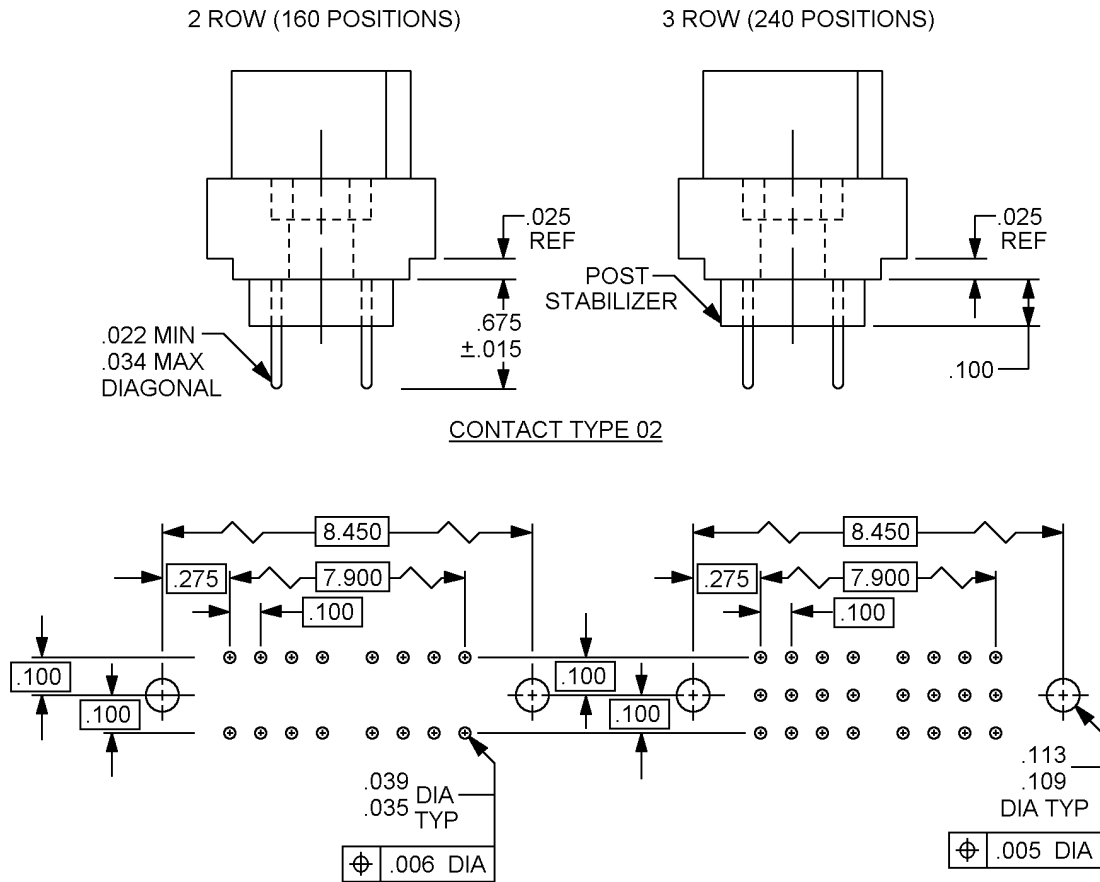 2 ROW (160 POSITIONS)
3 ROW (240 POSITIONS)
.025
REF
.675
±.015
.022 MIN
.034 MAX
DIAGONAL
.025
REF
POST
STABILIZER
.100
CONTACT TYPE 02
8.450
.275
7.900
.100
.100
.100
.039
.035
DIA
TYP
.006 DIA
8.450
.275
7.900
.100
.100
.100
.113
.109
DIA TYP
.005 DIA